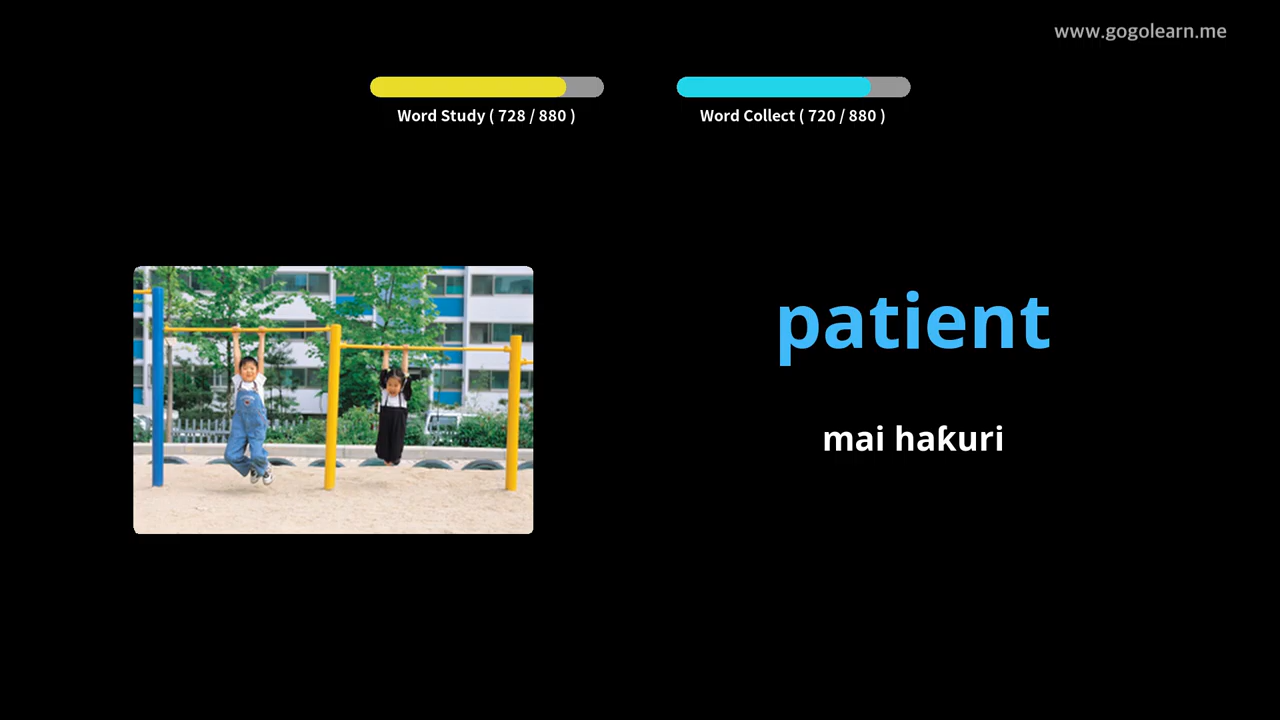 www.gogolearn.me
Word Study ( 728 / 880 )
Word Collect ( 720 / 880 )
patient
mai haƙuri